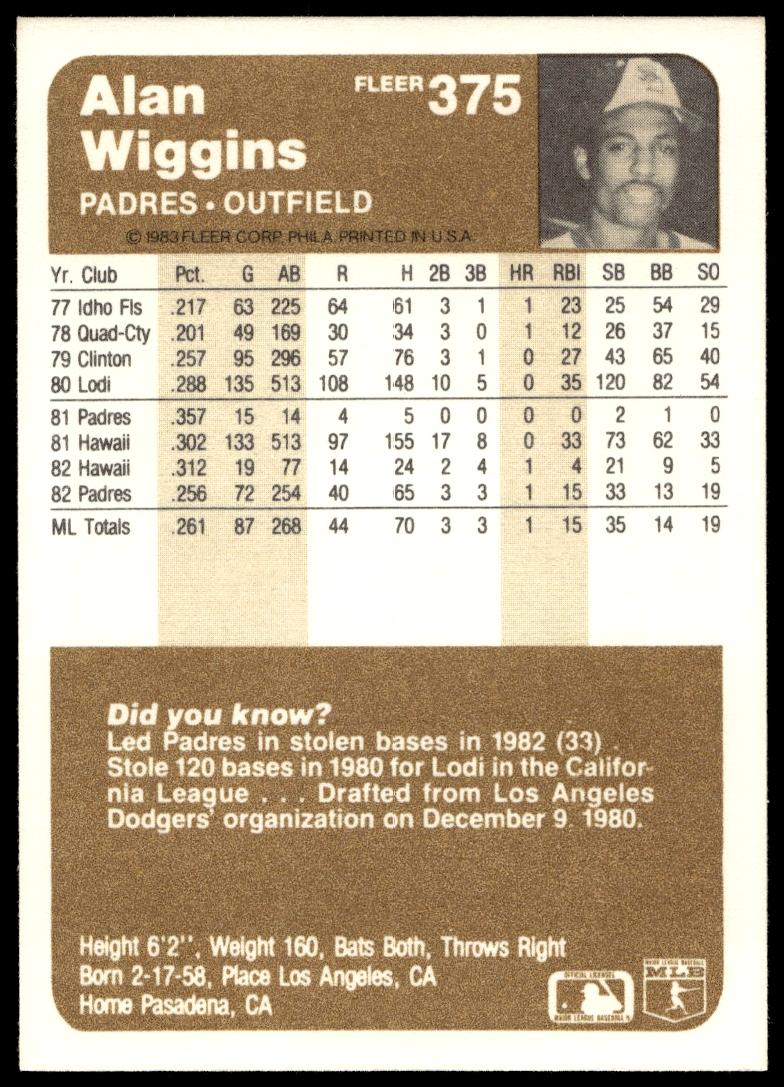 Alan
Wiggins
FLEER 375
PADRES • OUTFIELD
© 1983 FLEER CORP. PHILA. PRINTED IN U.S.A.
Yr. Club Pct. G AB R H 2B 3B HR RBI SB BB SO
77 Idho Fls .217 63 225 64 61 3 1 1 23 25 54 29
78 Quad-Cty .201 49 169 30 34 3 0 1 12 26 37 15
79 Clinton .257 95 296 57 76 3 1 0 27 43 65 40
80 Lodi .288 135 513 108 148 10 5 0 35 120 82 54
81 Padres .357 15 14 4 5 0 0 0 0 2 1 0
81 Hawaii .302 133 513 97 155 17 8 0 33 73 62 33
82 Hawaii .312 19 77 14 24 2 4 1 4 21 9 5
82 Padres .256 72 254 40 65 3 3 1 15 33 13 19
ML Totals .261 87 268 44 70 3 3 1 15 35 14 19
Did you know?
Led Padres in stolen bases in 1982 (33) .
Stole 120 bases in 1980 for Lodi in the Califor-
nia League . . . Drafted from Los Angeles
Dodgers' organization on December 9, 1980.
Height 6'2", Weight 160, Bats Both, Throws Right
Born 2-17-58, Place Los Angeles, CA
Home Pasadena, CA
OFFICIAL LICENSEE
MAJOR LEAGUE BASEBALL
MAJOR LEAGUE BASEBALL
MLB